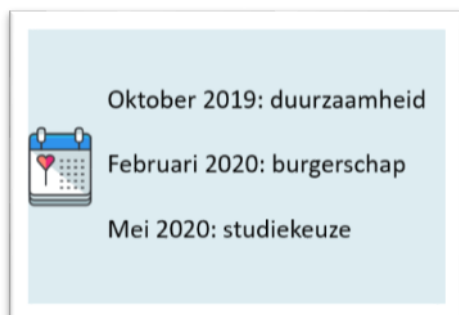 Oktober 2019: duurzaamheid
Februari 2020: burgerschap
Mei 2020: studiekeuze